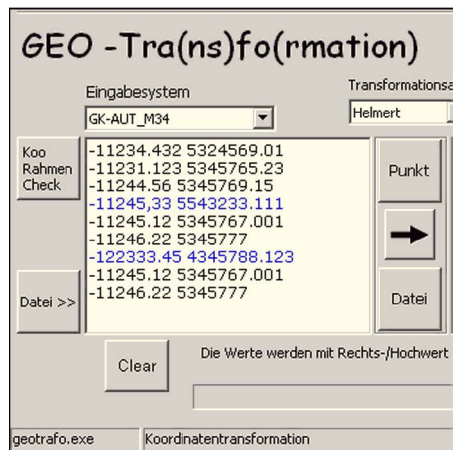 GEO -Tra(ns)fo(rmation)
Eingabesystem
Transformationsa
GK-AUT_M34
Helmert
Koo
Rahmen
Check
-11234.432 5324569.01
-11231.123 5345765.23
-11244.56 5345769.15
-11245,33 5543233.111
-11245.12 5345767.001
-11246.22 5345777
-122333.45 4345788.123
-11245.12 5345767.001
-11246.22 5345777
Punkt
Datei >>
Datei
Clear
Die Werte werden mit Rechts-/Hochwert
geotrafo.exe
Koordinatentransformation